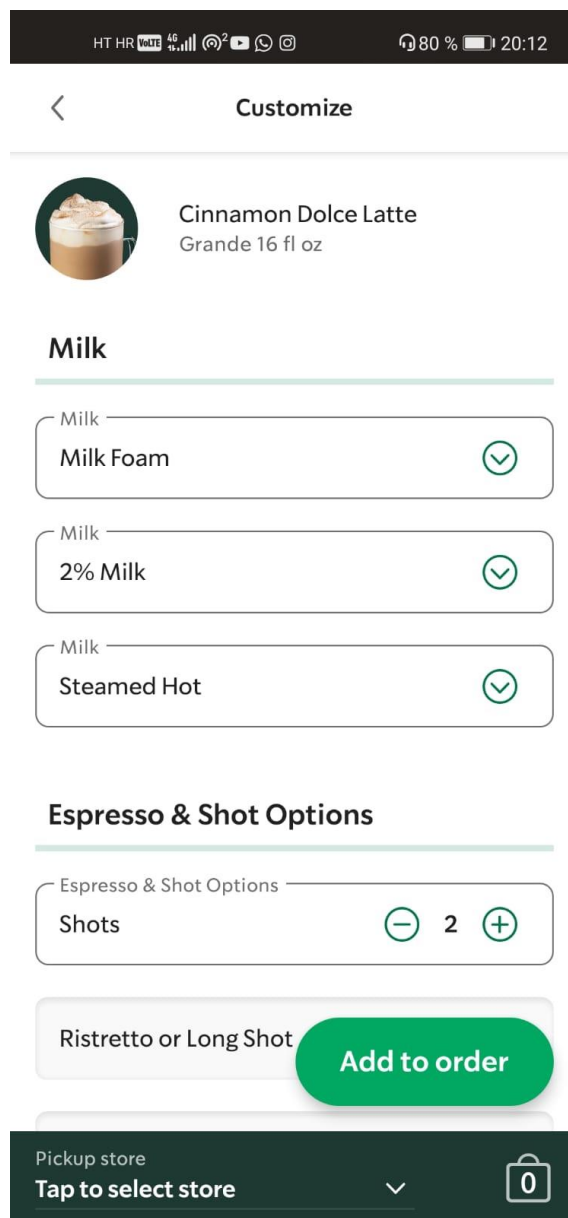 HT HR VoLTE 4G 2 80 % 20:12
Customize
Cinnamon Dolce Latte
Grande 16 fl oz
Milk
Milk
Milk Foam
Milk
2% Milk
Milk
Steamed Hot
Espresso & Shot Options
Espresso & Shot Options
Shots 2
Ristretto or Long Shot
Add to order
Pickup store
Tap to select store
0